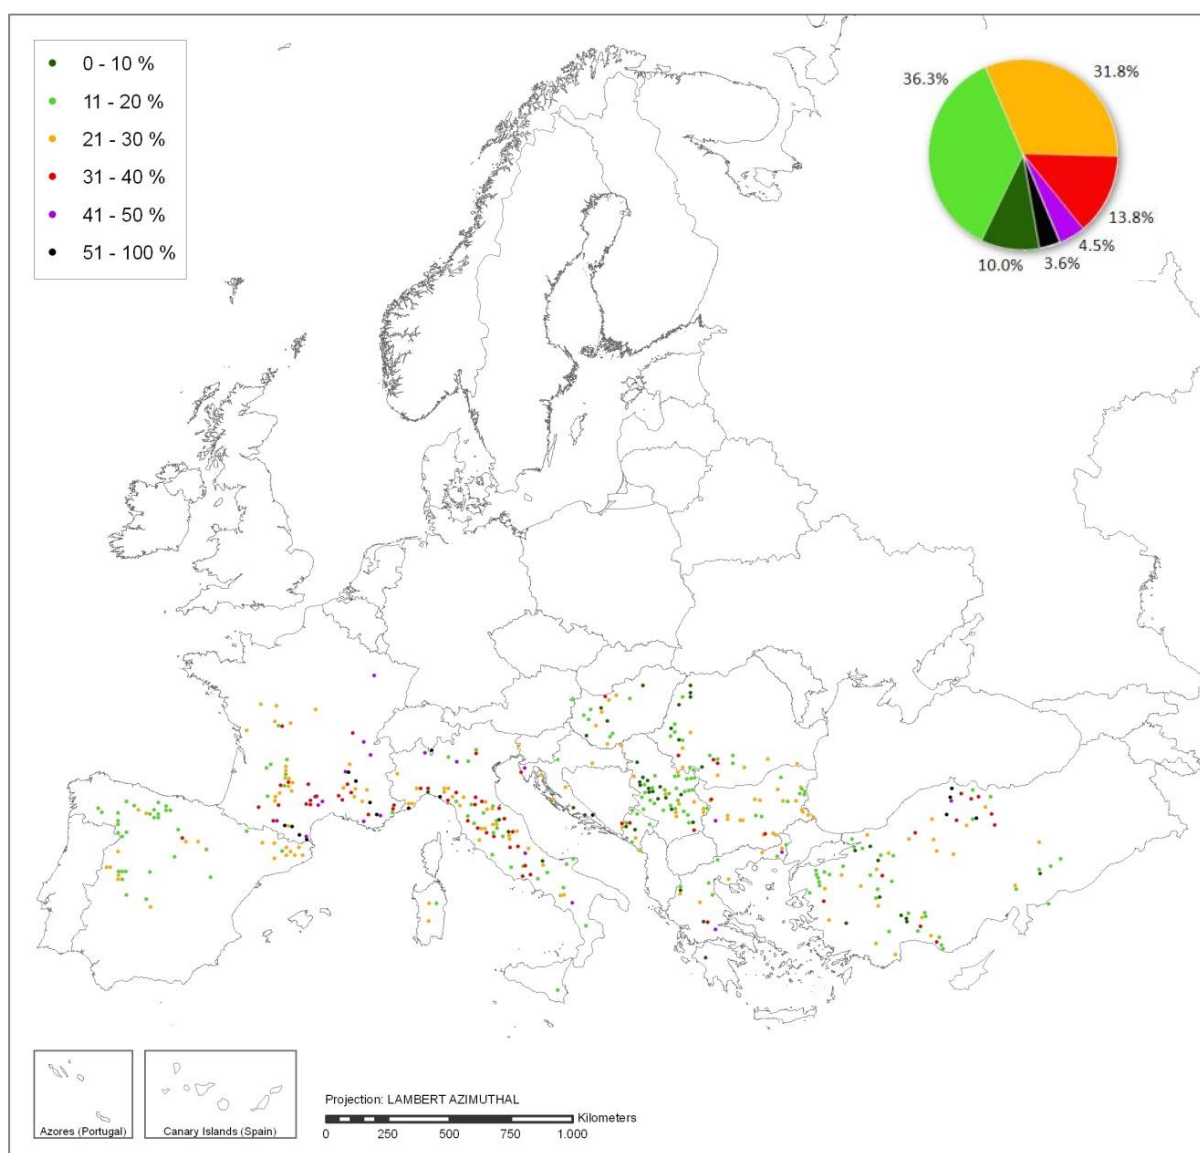 0 - 10 %
11 - 20 %
21 - 30 %
31 - 40 %
41 - 50 %
51 - 100 %
36.3%
31.8%
13.8%
4.5%
3.6%
10.0%
Azores (Portugal)
Canary Islands (Spain)
Projection: LAMBERT AZIMUTHAL
Kilometers
0 250 500 750 1.000